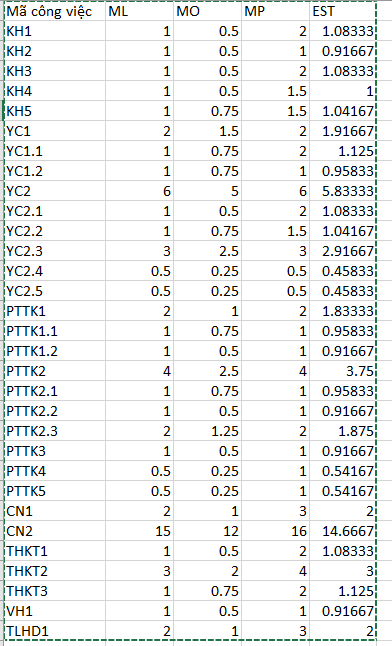 Mã công việc ML MO MP EST
KH1 1 0.5 2 1.08333
KH2 1 0.5 1 0.91667
KH3 1 0.5 2 1.08333
KH4 1 0.5 1.5 1
KH5 1 0.75 1.5 1.04167
YC1 2 1.5 2 1.91667
YC1.1 1 0.75 2 1.125
YC1.2 1 0.75 1 0.95833
YC2 6 5 6 5.83333
YC2.1 1 0.5 2 1.08333
YC2.2 1 0.75 1.5 1.04167
YC2.3 3 2.5 3 2.91667
YC2.4 0.5 0.25 0.5 0.45833
YC2.5 0.5 0.25 0.5 0.45833
PTTK1 2 1 2 1.83333
PTTK1.1 1 0.75 1 0.95833
PTTK1.2 1 0.5 1 0.91667
PTTK2 4 2.5 4 3.75
PTTK2.1 1 0.75 1 0.95833
PTTK2.2 1 0.5 1 0.91667
PTTK2.3 2 1.25 2 1.875
PTTK3 1 0.5 1 0.91667
PTTK4 0.5 0.25 1 0.54167
PTTK5 0.5 0.25 1 0.54167
CN1 2 1 3 2
CN2 15 12 16 14.6667
THKT1 1 0.5 2 1.08333
THKT2 3 2 4 3
THKT3 1 0.75 2 1.125
VH1 1 0.5 1 0.91667
TLHD1 2 1 3 2